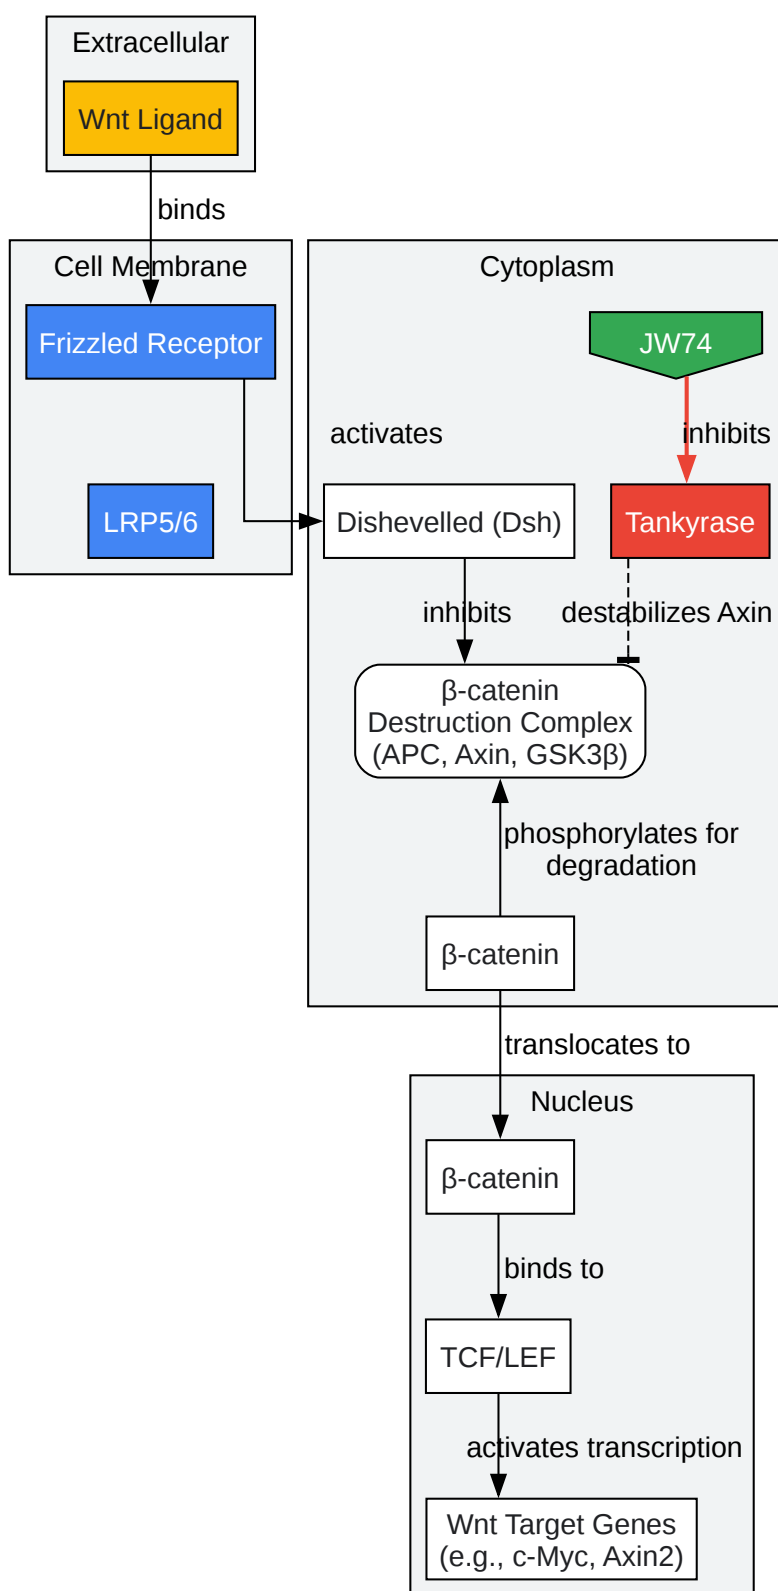 Extracellular
Wnt Ligand
binds
Cell Membrane
Cytoplasm
Frizzled Receptor
JW74
activates
inhibits
LRP5/6
Dishevelled (Dsh)
Tankyrase
inhibits
destabilizes Axin
β-catenin
Destruction Complex
(APC, Axin, GSK3β)
phosphorylates for
degradation
β-catenin
translocates to
Nucleus
β-catenin
binds to
TCF/LEF
activates transcription
Wnt Target Genes
(e.g., c-Myc, Axin2)